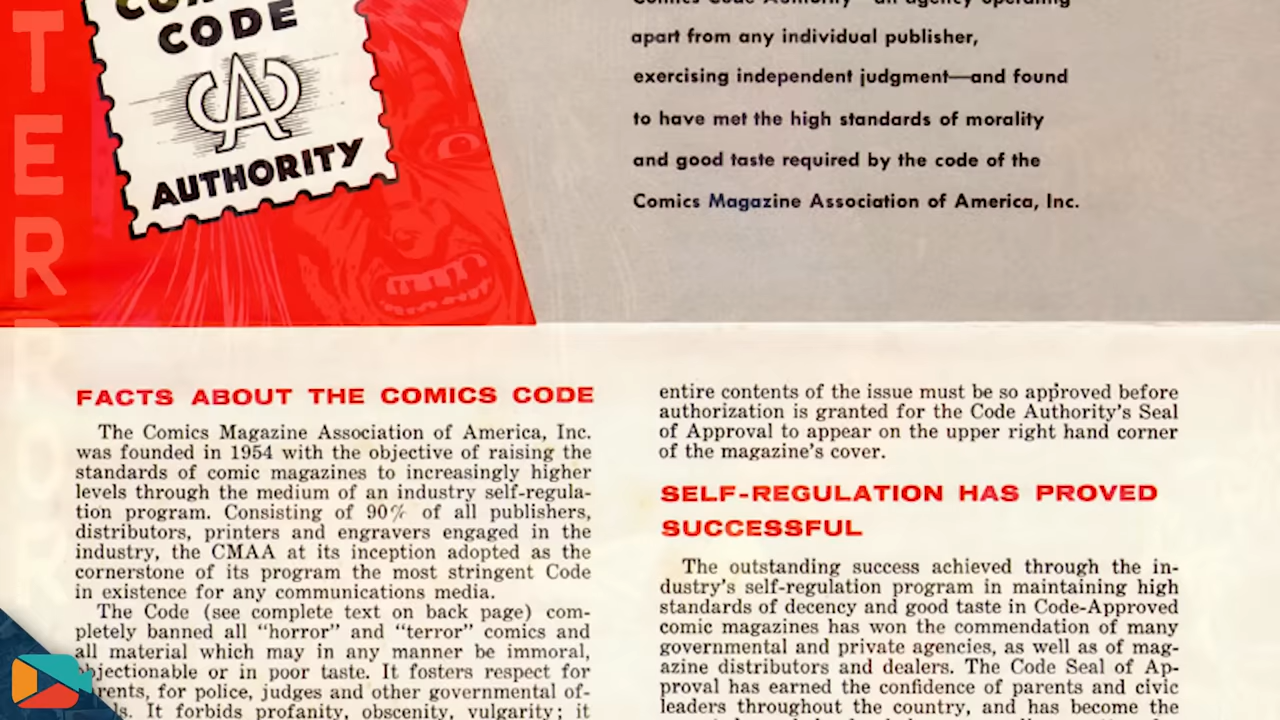 CODE
AUTHORITY
TERROR
Comics Code Authority—an agency operating
apart from any individual publisher,
exercising independent judgment—and found
to have met the high standards of morality
and good taste required by the code of the
Comics Magazine Association of America, Inc.
FACTS ABOUT THE COMICS CODE
The Comics Magazine Association of America, Inc.
was founded in 1954 with the objective of raising the
standards of comic magazines to increasingly higher
levels through the medium of an industry self-regula-
tion program. Consisting of 90% of all publishers,
distributors, printers and engravers engaged in the
industry, the CMAA at its inception adopted as the
cornerstone of its program the most stringent Code
in existence for any communications media.
The Code (see complete text on back page) com-
pletely banned all "horror" and "terror" comics and
all material which may in any manner be immoral,
objectionable or in poor taste. It fosters respect for
parents, for police, judges and other governmental of-
It forbids profanity, obscenity, vulgarity; it
entire contents of the issue must be so approved before
authorization is granted for the Code Authority's Seal
of Approval to appear on the upper right hand corner
of the magazine's cover.
SELF-REGULATION HAS PROVED
SUCCESSFUL
The outstanding success achieved through the in-
dustry's self-regulation program in maintaining high
standards of decency and good taste in Code-Approved
comic magazines has won the commendation of many
governmental and private agencies, as well as of mag-
azine distributors and dealers. The Code Seal of Ap-
proval has earned the confidence of parents and civic
leaders throughout the country, and has become the